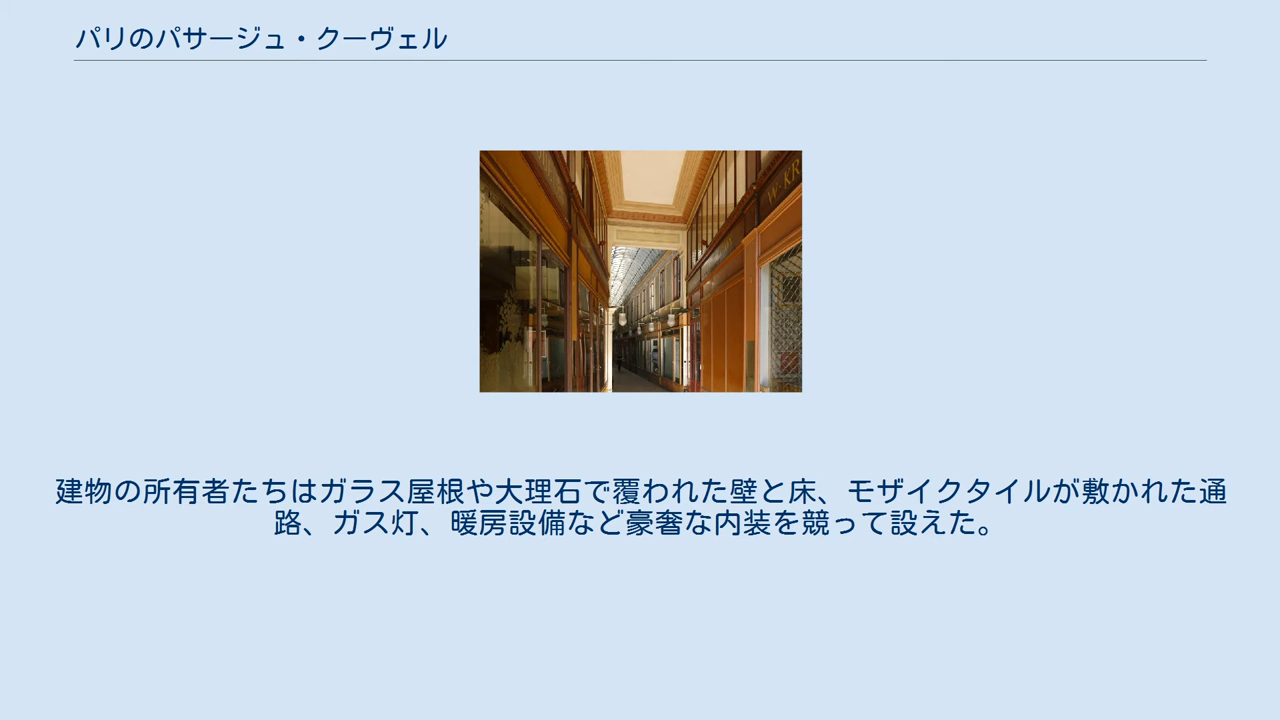 パリのパサージュ・クーヴェル
W·KR
建物の所有者たちはガラス屋根や大理石で覆われた壁と床、モザイクタイルが敷かれた通
路、ガス灯、暖房設備など豪奢な内装を競って設えた。